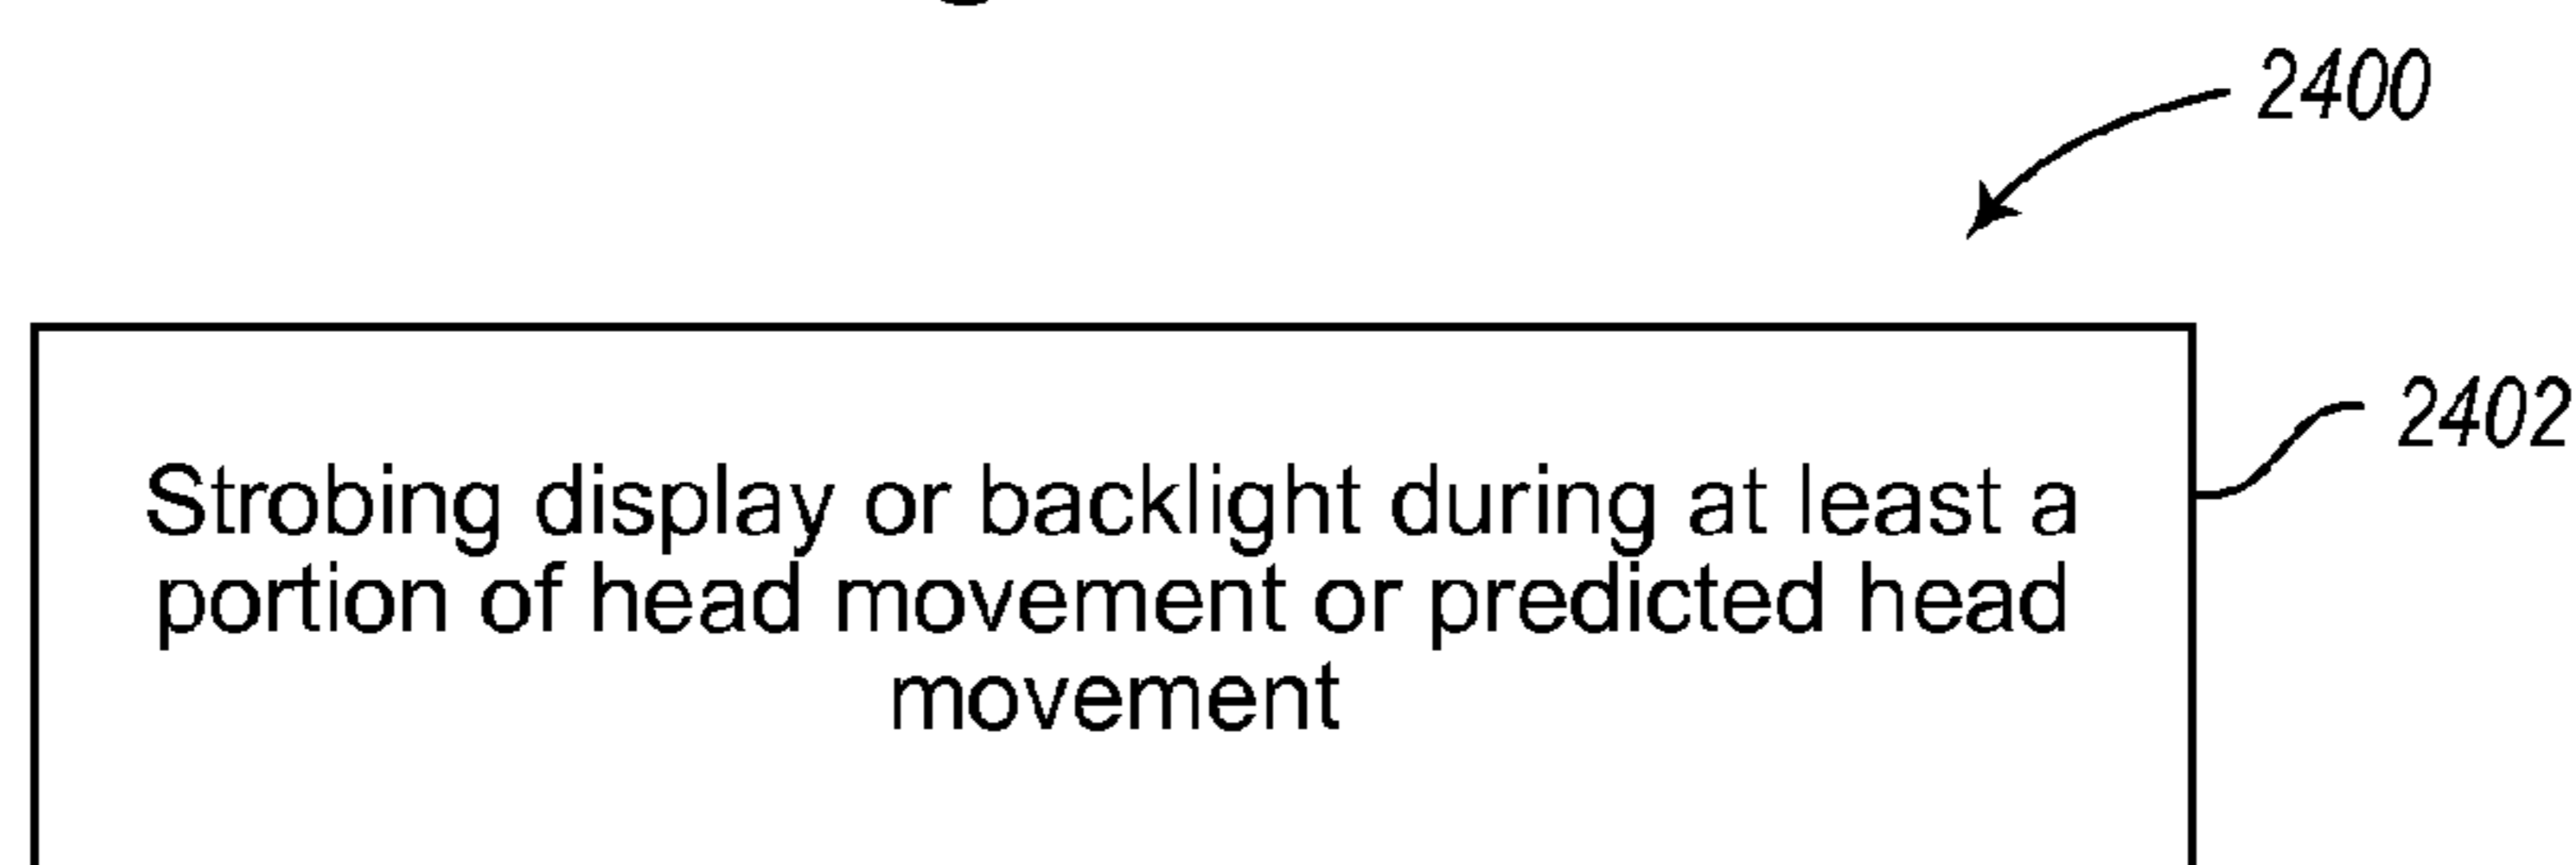 2400
2402
Strobing display or backlight during at least a
portion of head movement or predicted head
movement